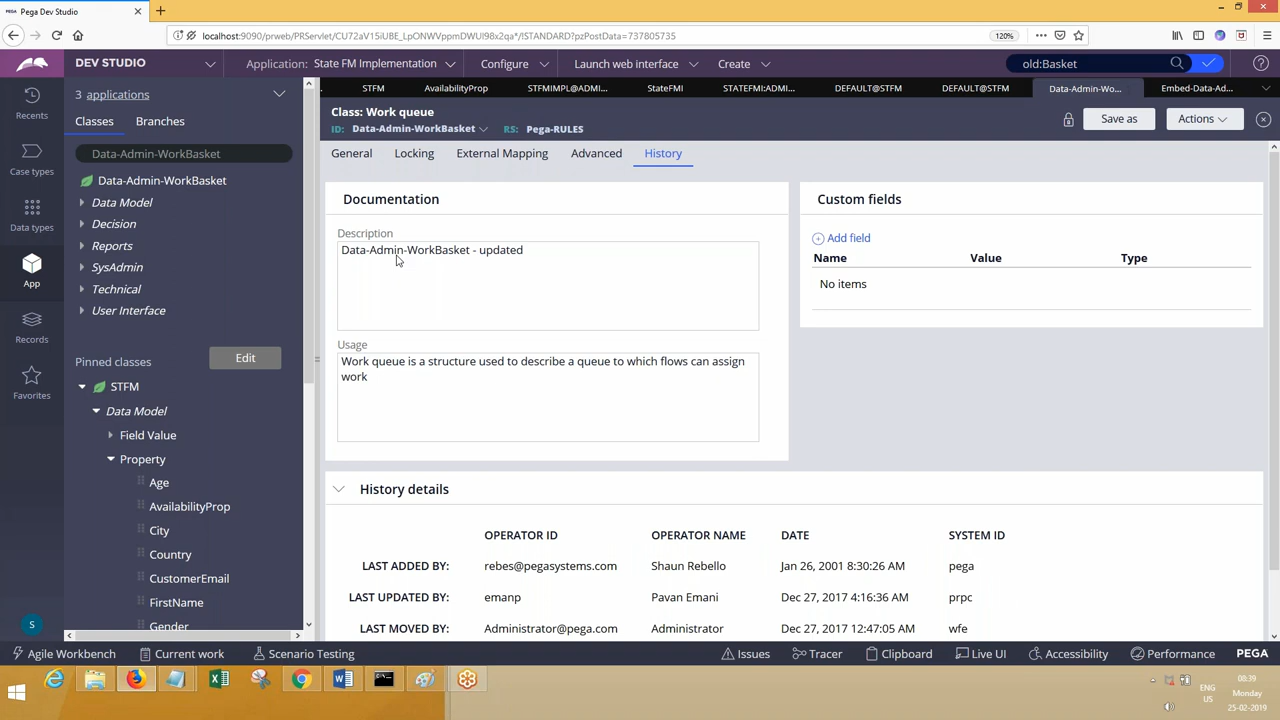 Pega Dev Studio
localhost:9090/prweb/PRServlet/CU72aV15iUBE_LpONWVppmDWUI98x2qa*/!STANDARD?pzPostData=737805735
120%
DEV STUDIO
Application: State FM Implementation
Configure
Launch web interface
Create
old:Basket
3 applications
STFM
AvailabilityProp
STFMIMPL@ADMI...
StateFMI
STATEFMI:ADMI...
DEFAULT@STFM
DEFAULT@STFM
Data-Admin-Wo...
Embed-Data-Ad...
Recents
Case types
Data types
App
Records
Favorites
S
Classes
Branches
Data-Admin-WorkBasket
Data-Admin-WorkBasket
Data Model
Decision
Reports
SysAdmin
Technical
User Interface
Pinned classes
Edit
STFM
Data Model
Field Value
Property
Age
AvailabilityProp
City
Country
CustomerEmail
FirstName
Gender
Class: Work queue
ID: Data-Admin-WorkBasket RS: Pega-RULES
Save as
Actions
General
Locking
External Mapping
Advanced
History
Documentation
Description
Data-Admin-WorkBasket - updated
Usage
Work queue is a structure used to describe a queue to which flows can assign
work
Custom fields
Add field
Name Value Type
No items
History details
OPERATOR ID OPERATOR NAME DATE SYSTEM ID
LAST ADDED BY: rebes@pegasystems.com Shaun Rebello Jan 26, 2001 8:30:26 AM pega
LAST UPDATED BY: emanp Pavan Emani Dec 27, 2017 4:16:36 AM prpc
LAST MOVED BY: Administrator@pega.com Administrator Dec 27, 2017 12:47:05 AM wfe
Agile Workbench
Current work
Scenario Testing
Issues
Tracer
Clipboard
Live UI
Accessibility
Performance
PEGA
ENG
US
08:39
Monday
25-02-2019